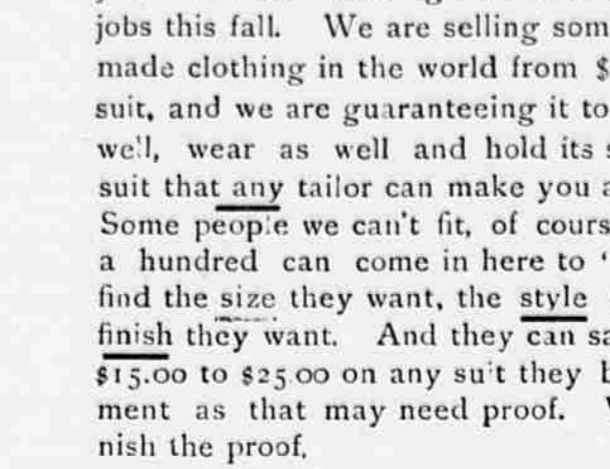 jobs this fall. We are selling som
made clothing in the world from $
suit, and we are guaranteeing it to
well, wear as well and hold its
suit that any tailor can make you a
Some people we can't fit, of cours
a hundred can come in here to '
find the size they want, the style
finish they want. And they can sa
$15.00 to $25.00 on any suit they b
ment as that may need proof.
nish the proof.